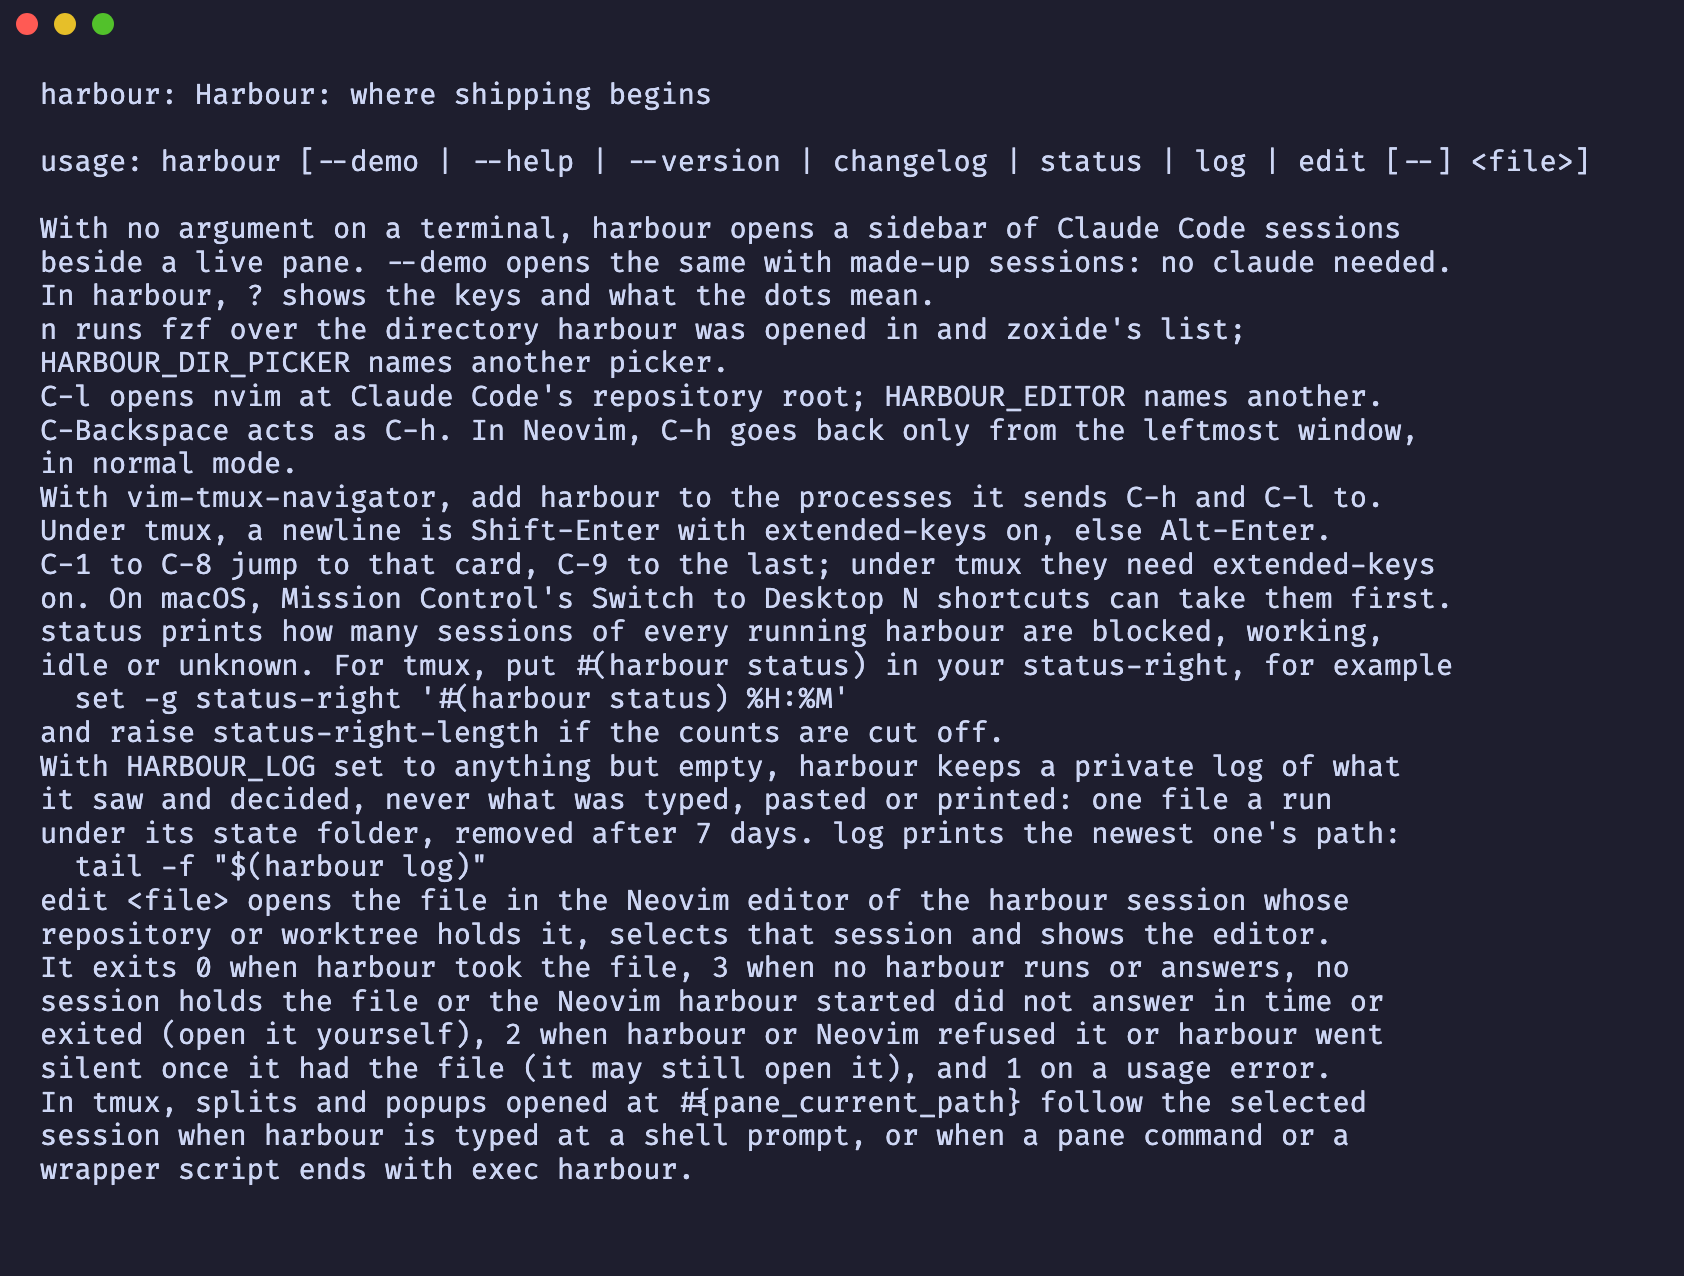 harbour: Harbour: where shipping begins
usage: harbour [--demo | --help | --version | changelog | status | log | edit [--] <file>]
With no argument on a terminal, harbour opens a sidebar of Claude Code sessions
beside a live pane. --demo opens the same with made-up sessions: no claude needed.
In harbour, ? shows the keys and what the dots mean.
n runs fzf over the directory harbour was opened in and zoxide's list;
HARBOUR_DIR_PICKER names another picker.
C-l opens nvim at Claude Code's repository root; HARBOUR_EDITOR names another.
C-Backspace acts as C-h. In Neovim, C-h goes back only from the leftmost window,
in normal mode.
With vim-tmux-navigator, add harbour to the processes it sends C-h and C-l to.
Under tmux, a newline is Shift-Enter with extended-keys on, else Alt-Enter.
C-1 to C-8 jump to that card, C-9 to the last; under tmux they need extended-keys
on. On macOS, Mission Control's Switch to Desktop N shortcuts can take them first.
status prints how many sessions of every running harbour are blocked, working,
idle or unknown. For tmux, put #(harbour status) in your status-right, for example
  set -g status-right '#(harbour status) %H:%M'
and raise status-right-length if the counts are cut off.
With HARBOUR_LOG set to anything but empty, harbour keeps a private log of what
it saw and decided, never what was typed, pasted or printed: one file a run
under its state folder, removed after 7 days. log prints the newest one's path:
  tail -f "$(harbour log)"
edit <file> opens the file in the Neovim editor of the harbour session whose
repository or worktree holds it, selects that session and shows the editor.
It exits 0 when harbour took the file, 3 when no harbour runs or answers, no
session holds the file or the Neovim harbour started did not answer in time or
exited (open it yourself), 2 when harbour or Neovim refused it or harbour went
silent once it had the file (it may still open it), and 1 on a usage error.
In tmux, splits and popups opened at #{pane_current_path} follow the selected
session when harbour is typed at a shell prompt, or when a pane command or a
wrapper script ends with exec harbour.